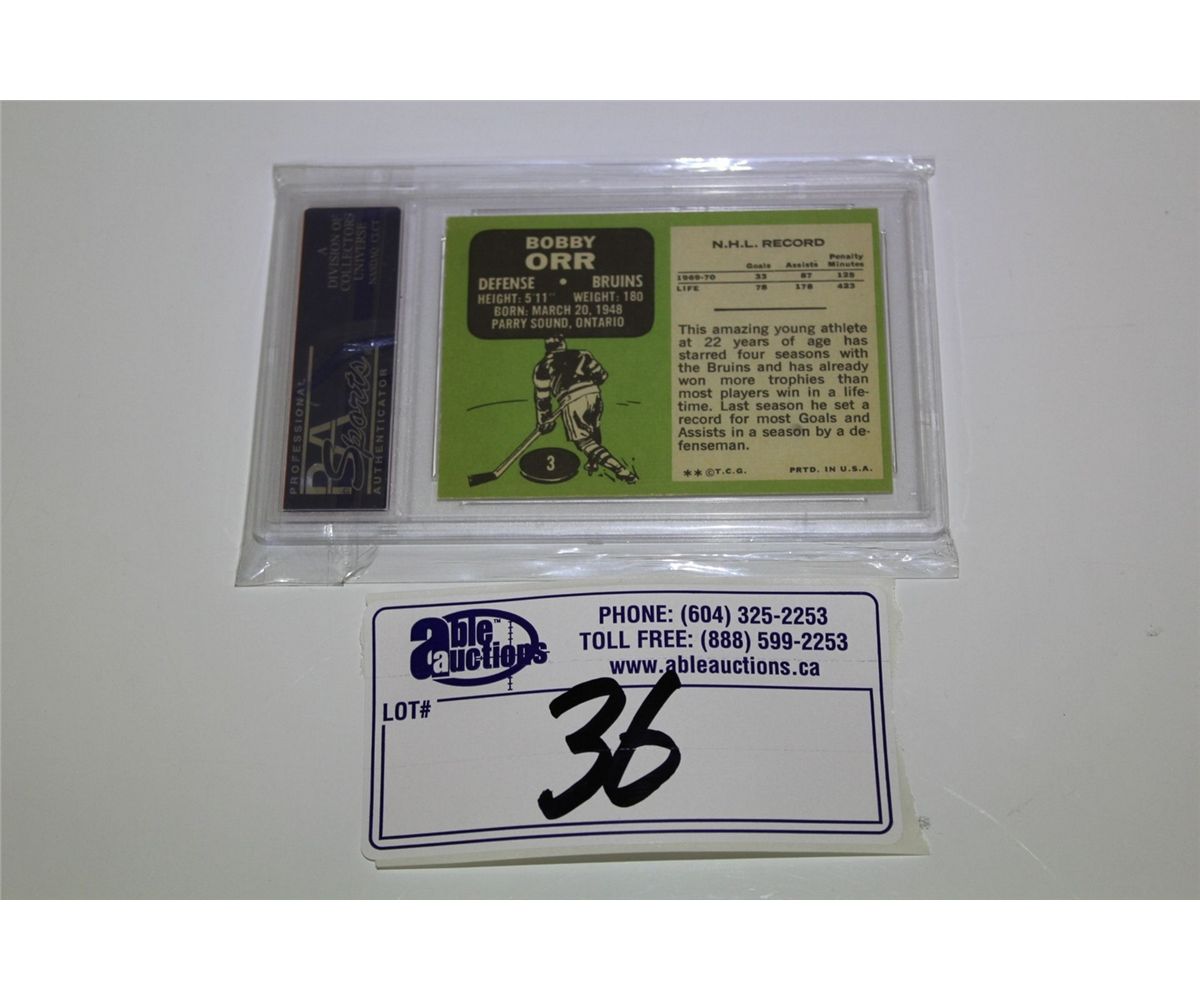 A
DIVISION OF
COLLECTORS
UNIVERSE
NASDAQ: CLCT
PROFESSIONAL
PSA
Sports
AUTHENTICATOR
BOBBY
ORR
DEFENSE • BRUINS
HEIGHT: 5'11" WEIGHT: 180
BORN: MARCH 20, 1948
PARRY SOUND, ONTARIO
3
N.H.L. RECORD
Goals Assists Penalty Minutes
1969-70 33 87 125
LIFE 78 178 423
This amazing young athlete
at 22 years of age has
starred four seasons with
the Bruins and has already
won more trophies than
most players win in a life-
time. Last season he set a
record for most Goals and
Assists in a season by a de-
fenseman.
** ©T.C.G. PRTD. IN U.S.A.
able auctions™
PHONE: (604) 325-2253
TOLL FREE: (888) 599-2253
www.ableauctions.ca
LOT#
36